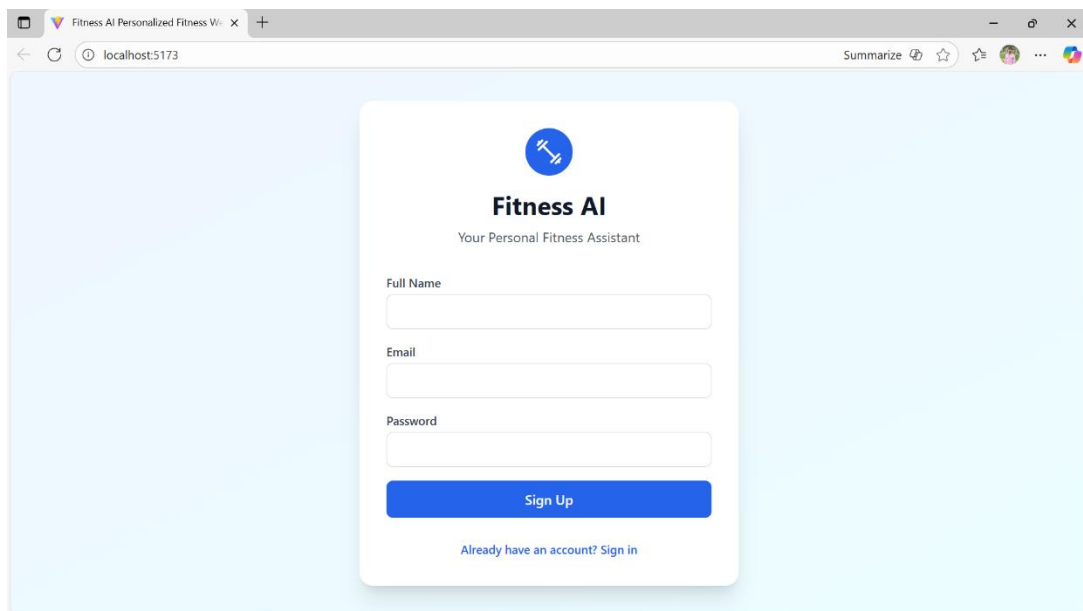 Fitness AI Personalized Fitness We
localhost:5173
Summarize
Fitness AI
Your Personal Fitness Assistant
Full Name
Email
Password
Sign Up
Already have an account? Sign in